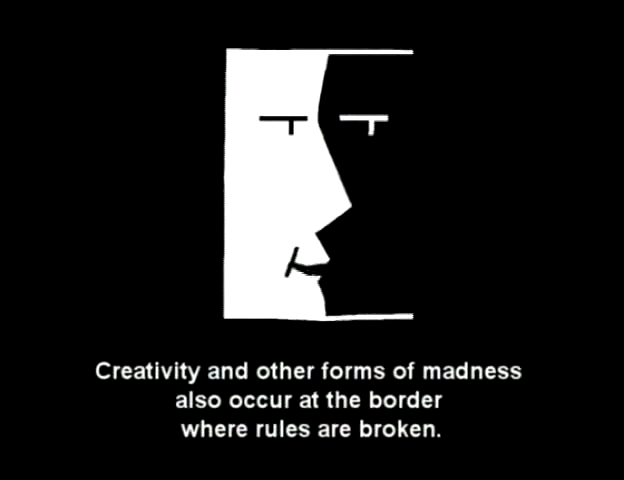 Creativity and other forms of madness
also occur at the border
where rules are broken.